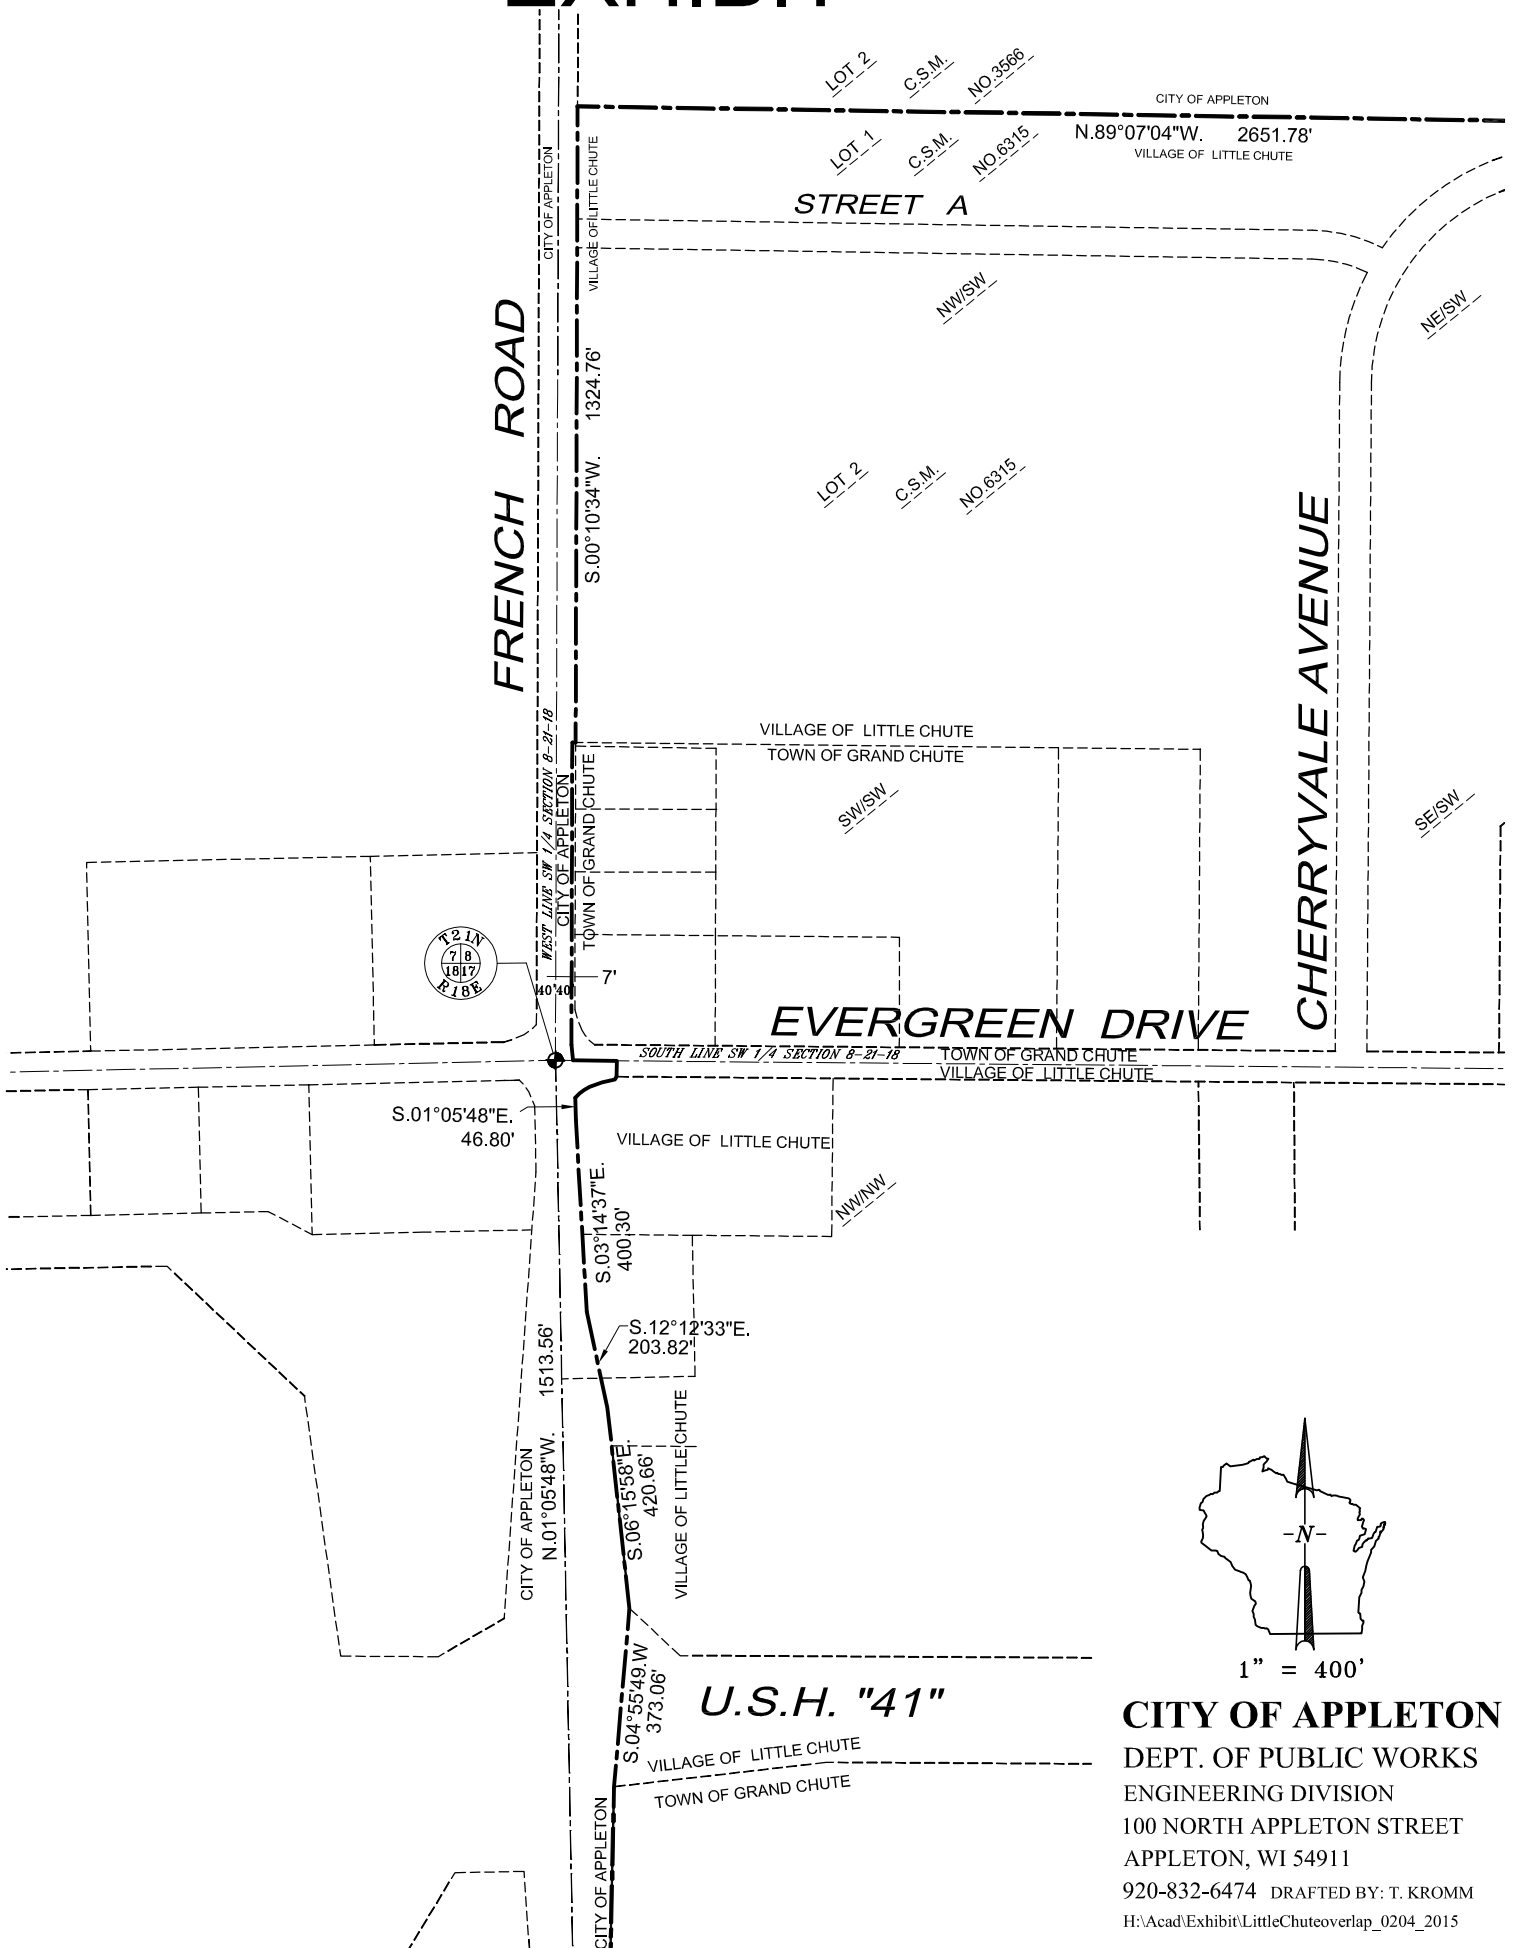 EXHIBIT
LOT 2 C.S.M. NO.3566
CITY OF APPLETON
N.89°07'04"W. 2651.78'
VILLAGE OF LITTLE CHUTE
LOT 1 C.S.M. NO.6315
CITY OF APPLETON
VILLAGE OF LITTLE CHUTE
STREET A
NW/SW
NE/SW
FRENCH ROAD
S.00°10'34"W. 1324.76'
LOT 2 C.S.M. NO.6315
CHERRYVALE AVENUE
WEST LINE SW 1/4 SECTION 8-21-18
CITY OF APPLETON
TOWN OF GRAND CHUTE
VILLAGE OF LITTLE CHUTE
TOWN OF GRAND CHUTE
SW/SW
SE/SW
T21N
7 8
18 17
R18E
7'
40' 40'
EVERGREEN DRIVE
SOUTH LINE SW 1/4 SECTION 8-21-18
TOWN OF GRAND CHUTE
VILLAGE OF LITTLE CHUTE
S.01°05'48"E.
46.80'
VILLAGE OF LITTLE CHUTE
NW/NW
S.03°14'37"E.
400.30'
S.12°12'33"E.
203.82'
CITY OF APPLETON
N.01°05'48"W. 1513.56'
S.06°15'58"E.
420.66'
VILLAGE OF LITTLE CHUTE
S.04°55'49.W
373.06'
U.S.H. "41"
VILLAGE OF LITTLE CHUTE
TOWN OF GRAND CHUTE
CITY OF APPLETON
-N-
1" = 400'
CITY OF APPLETON
DEPT. OF PUBLIC WORKS
ENGINEERING DIVISION
100 NORTH APPLETON STREET
APPLETON, WI 54911
920-832-6474 DRAFTED BY: T. KROMM
H:\Acad\Exhibit\LittleChuteoverlap_0204_2015